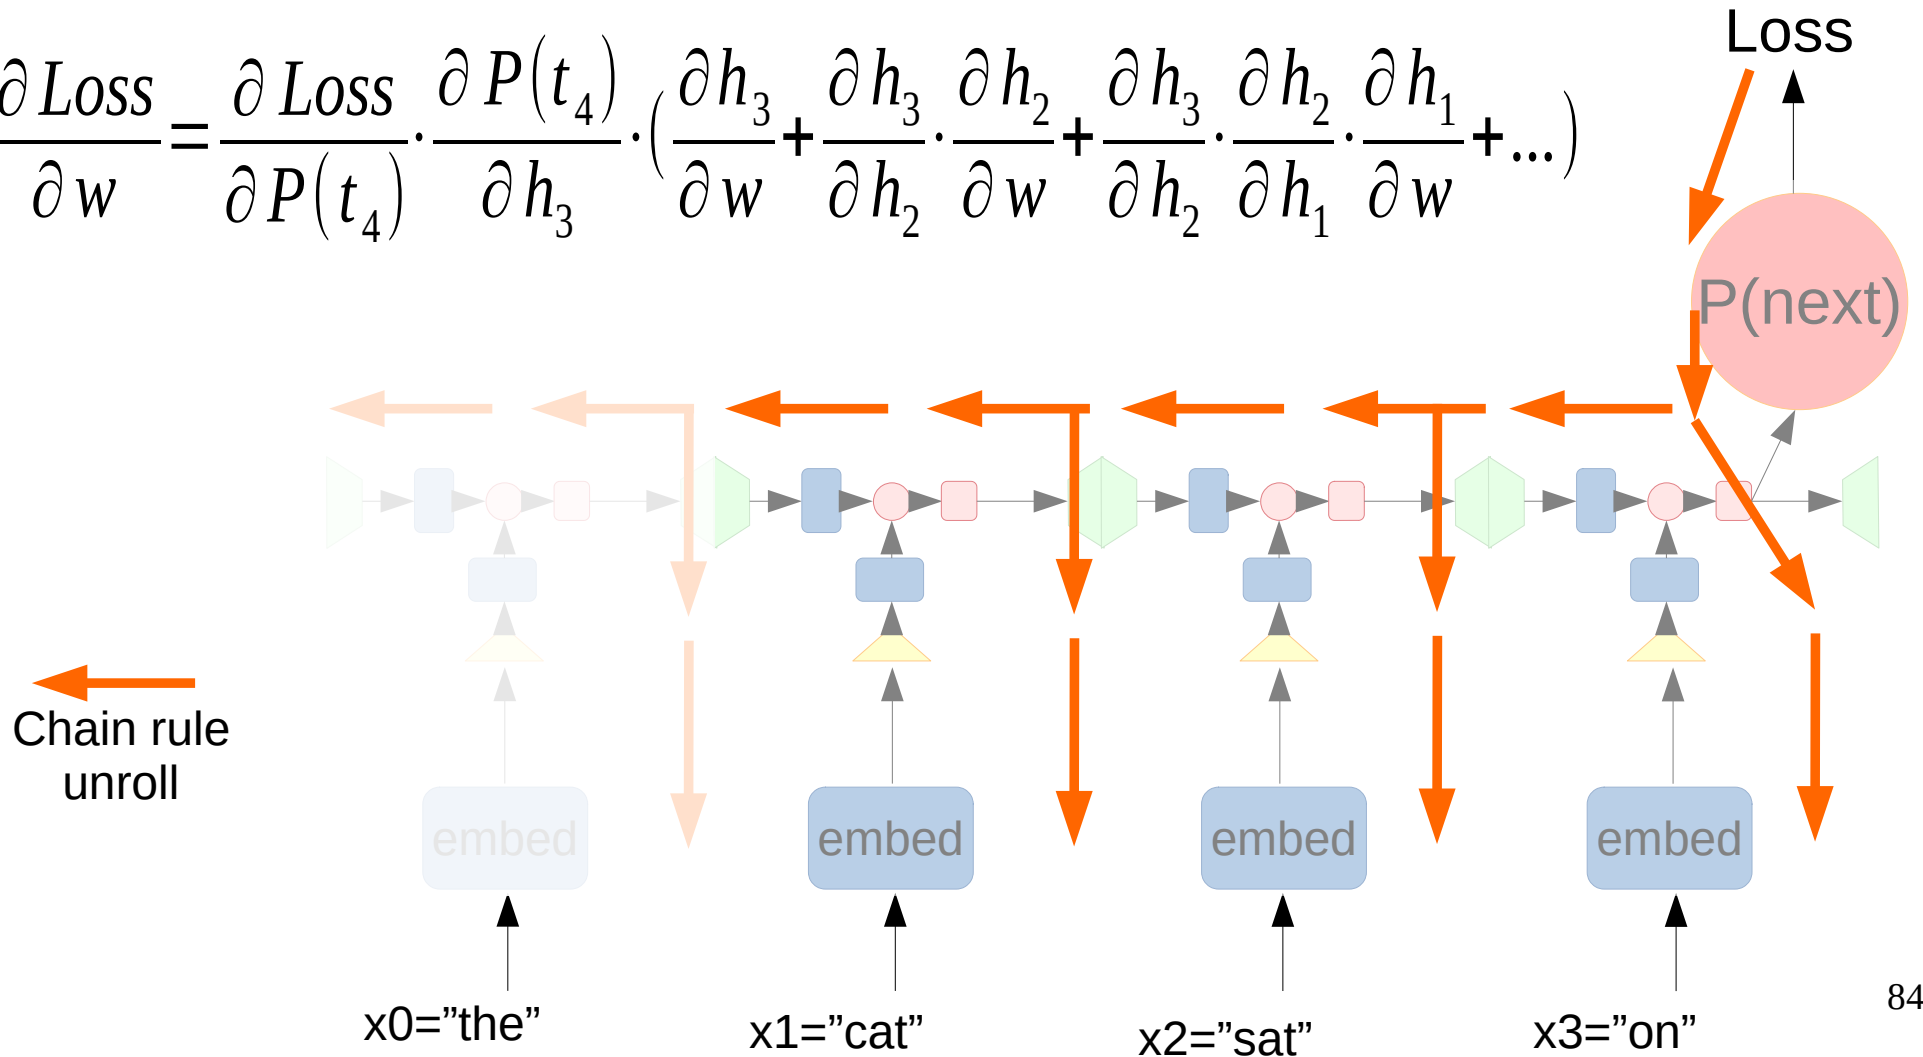 Loss
∂Loss/∂w = ∂Loss/∂P(t₄) · ∂P(t₄)/∂h₃ · (∂h₃/∂w + ∂h₃/∂h₂ · ∂h₂/∂w + ∂h₃/∂h₂ · ∂h₂/∂h₁ · ∂h₁/∂w + ...)
P(next)
Chain rule
unroll
embed
embed
embed
embed
x0=”the”
x1=”cat”
x2=”sat”
x3=”on”
84